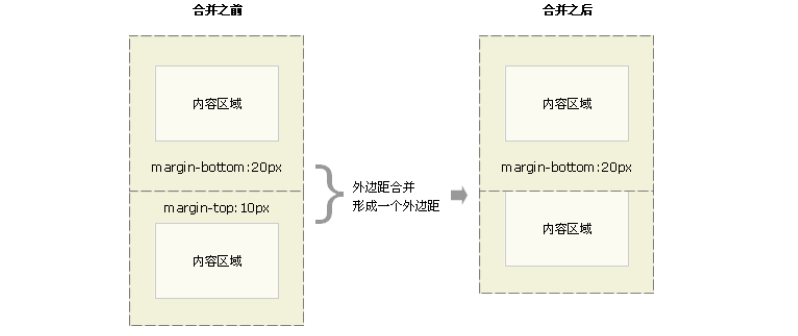 合并之前
合并之后
内容区域
margin-bottom:20px
margin-top:10px
内容区域
外边距合并
形成一个外边距
内容区域
margin-bottom:20px
内容区域